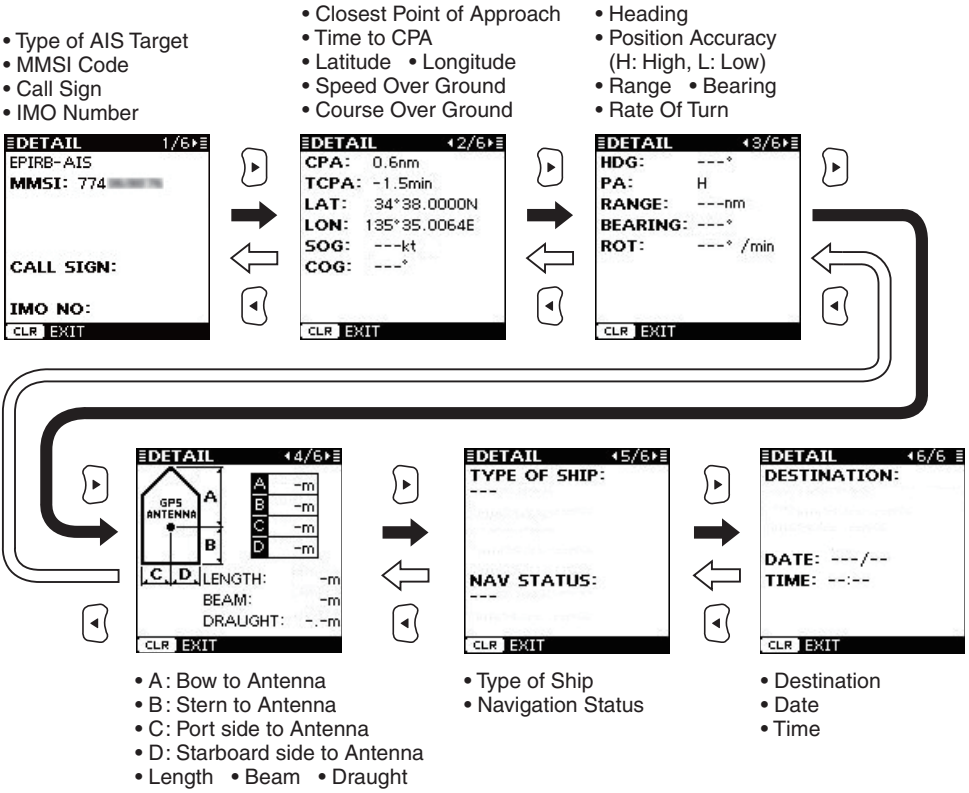 • Type of AIS Target
• MMSI Code
• Call Sign
• IMO Number
• Closest Point of Approach
• Time to CPA
• Latitude • Longitude
• Speed Over Ground
• Course Over Ground
• Heading
• Position Accuracy
(H: High, L: Low)
• Range • Bearing
• Rate Of Turn
DETAIL 1/6
EPIRB-AIS
MMSI: 774
CALL SIGN:
IMO NO:
CLR EXIT
DETAIL 2/6
CPA: 0.6nm
TCPA: -1.5min
LAT: 34°38.0000N
LON: 135°35.0064E
SOG: ---kt
COG: ---°
CLR EXIT
DETAIL 3/6
HDG: ---°
PA: H
RANGE: ---nm
BEARING: ---°
ROT: ---° /min
CLR EXIT
DETAIL 4/6
GPS
ANTENNA
A
B
C D
A -m
B -m
C -m
D -m
LENGTH: -m
BEAM: -m
DRAUGHT: -.-m
CLR EXIT
DETAIL 5/6
TYPE OF SHIP:
---
NAV STATUS:
---
CLR EXIT
DETAIL 6/6
DESTINATION:
DATE: ---/--
TIME: --:--
CLR EXIT
• A: Bow to Antenna
• B: Stern to Antenna
• C: Port side to Antenna
• D: Starboard side to Antenna
• Length • Beam • Draught
• Type of Ship
• Navigation Status
• Destination
• Date
• Time